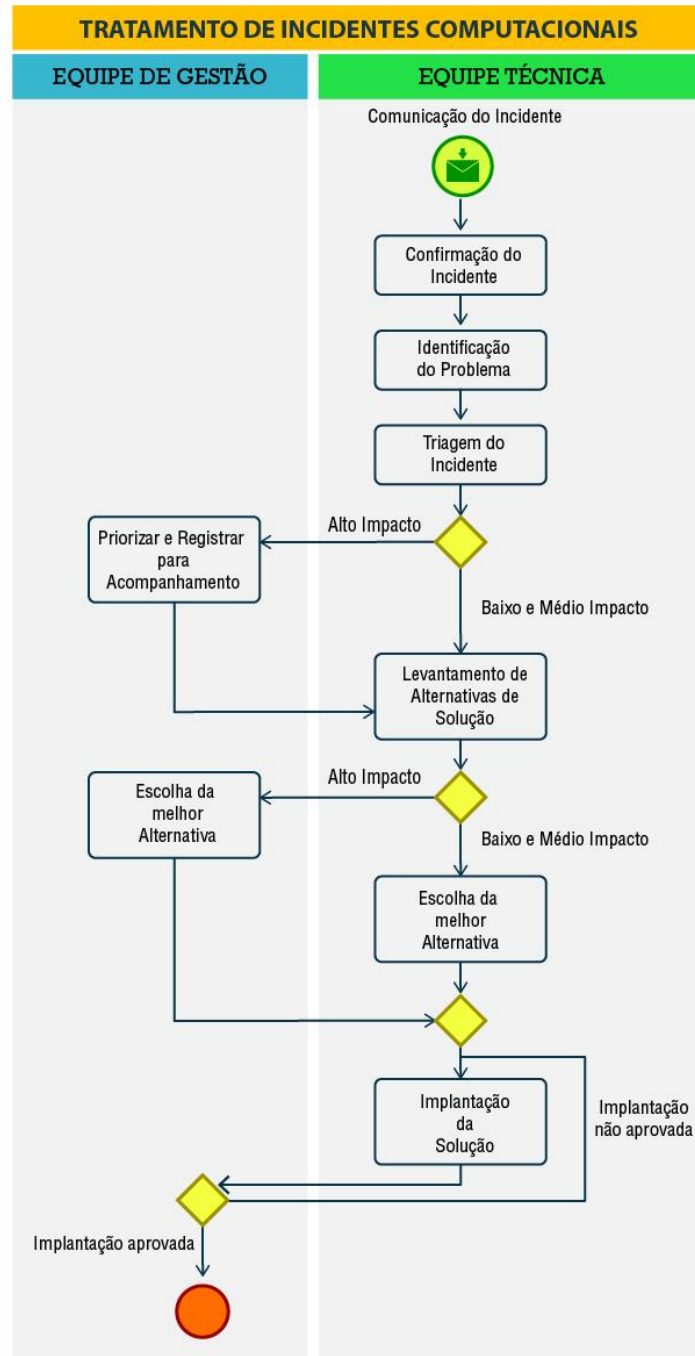 TRATAMENTO DE INCIDENTES COMPUTACIONAIS
EQUIPE DE GESTÃO
EQUIPE TÉCNICA
Comunicação do Incidente
Confirmação do
Incidente
Identificação
do Problema
Triagem do
Incidente
Alto Impacto
Priorizar e Registrar
para
Acompanhamento
Baixo e Médio Impacto
Levantamento de
Alternativas de
Solução
Alto Impacto
Escolha da
melhor
Alternativa
Baixo e Médio Impacto
Escolha da
melhor
Alternativa
Implantação
da
Solução
Implantação
não aprovada
Implantação aprovada